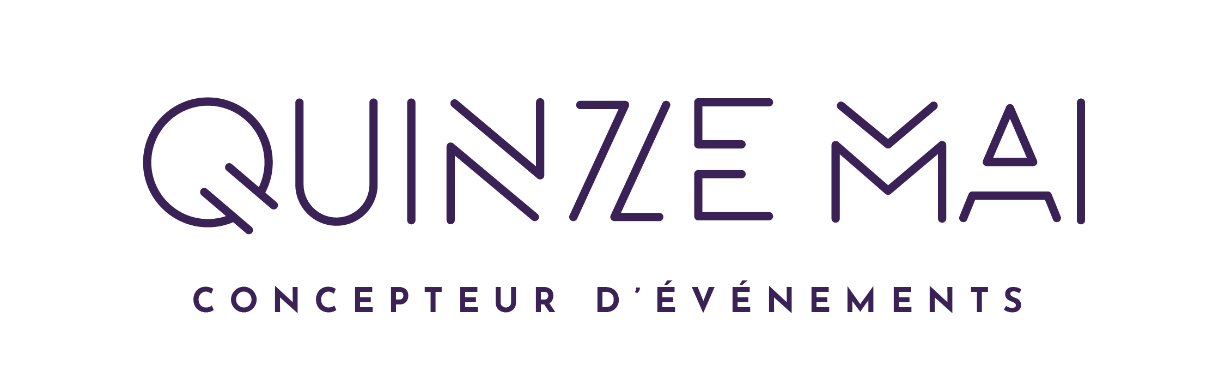 QUINZE MAI
CONCEPTEUR D'ÉVÉNEMENTS